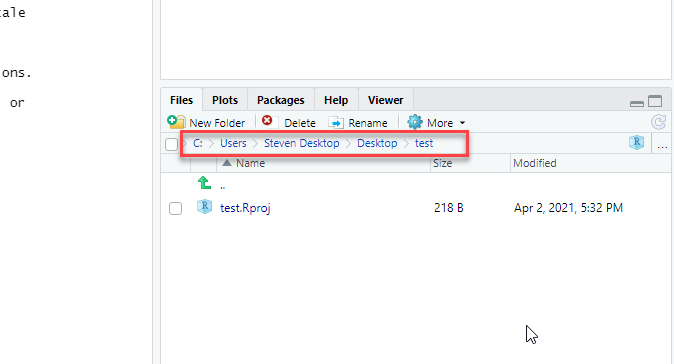 ale
ons.
or
Files Plots Packages Help Viewer
New Folder Delete Rename More
C: Users Steven Desktop Desktop test ...
Name Size Modified
..
test.Rproj 218 B Apr 2, 2021, 5:32 PM